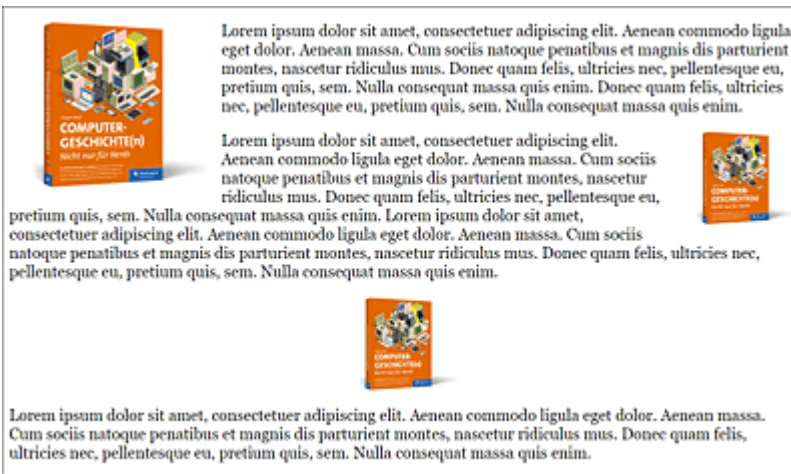 COMPUTER-
GESCHICHTE(n)
Nicht nur für Nerds
Lorem ipsum dolor sit amet, consectetuer adipiscing elit. Aenean commodo ligula
eget dolor. Aenean massa. Cum sociis natoque penatibus et magnis dis parturient
montes, nascetur ridiculus mus. Donec quam felis, ultricies nec, pellentesque eu,
pretium quis, sem. Nulla consequat massa quis enim. Donec quam felis, ultricies
nec, pellentesque eu, pretium quis, sem. Nulla consequat massa quis enim.
Lorem ipsum dolor sit amet, consectetuer adipiscing elit.
Aenean commodo ligula eget dolor. Aenean massa. Cum sociis
natoque penatibus et magnis dis parturient montes, nascetur
ridiculus mus. Donec quam felis, ultricies nec, pellentesque eu,
pretium quis, sem. Nulla consequat massa quis enim. Lorem ipsum dolor sit amet,
consectetuer adipiscing elit. Aenean commodo ligula eget dolor. Aenean massa. Cum sociis
natoque penatibus et magnis dis parturient montes, nascetur ridiculus mus. Donec quam felis, ultricies nec,
pellentesque eu, pretium quis, sem. Nulla consequat massa quis enim.
COMPUTER-
GESCHICHTE(n)
COMPUTER-
GESCHICHTE(n)
Lorem ipsum dolor sit amet, consectetuer adipiscing elit. Aenean commodo ligula eget dolor. Aenean massa.
Cum sociis natoque penatibus et magnis dis parturient montes, nascetur ridiculus mus. Donec quam felis,
ultricies nec, pellentesque eu, pretium quis, sem. Nulla consequat massa quis enim.